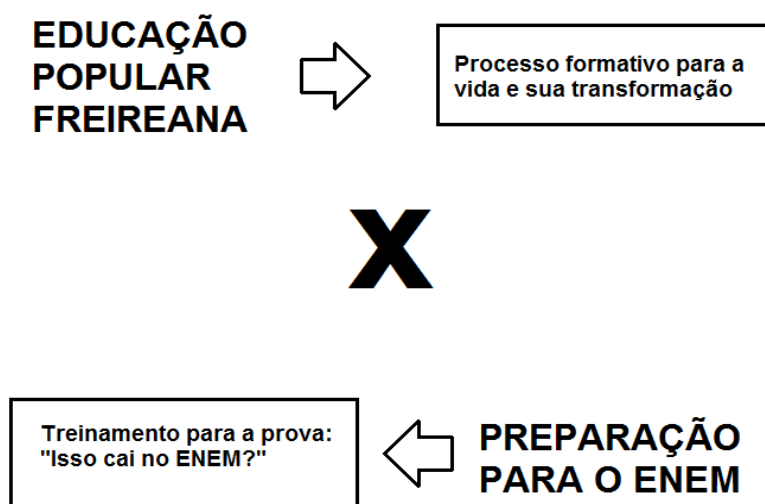 EDUCAÇÃO
POPULAR
FREIREANA
Processo formativo para a
vida e sua transformação
X
Treinamento para a prova:
"Isso cai no ENEM?"
PREPARAÇÃO
PARA O ENEM